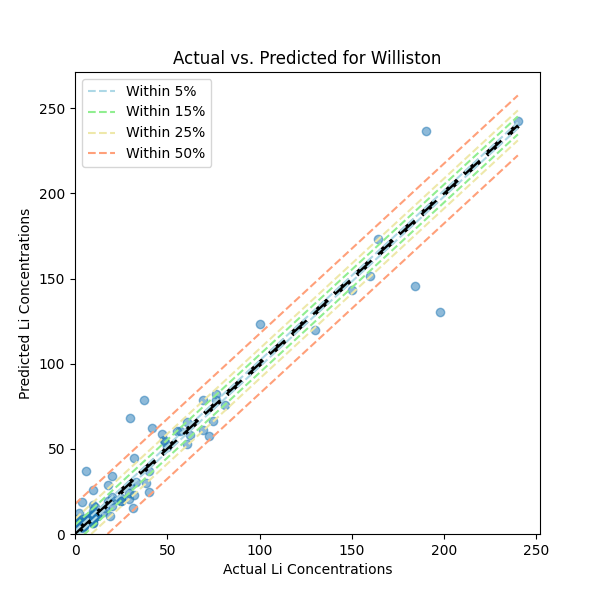 Actual vs. Predicted for Williston
Within 5%
Within 15%
Within 25%
Within 50%
Predicted Li Concentrations
250
200
150
100
50
0
0 50 100 150 200 250
Actual Li Concentrations